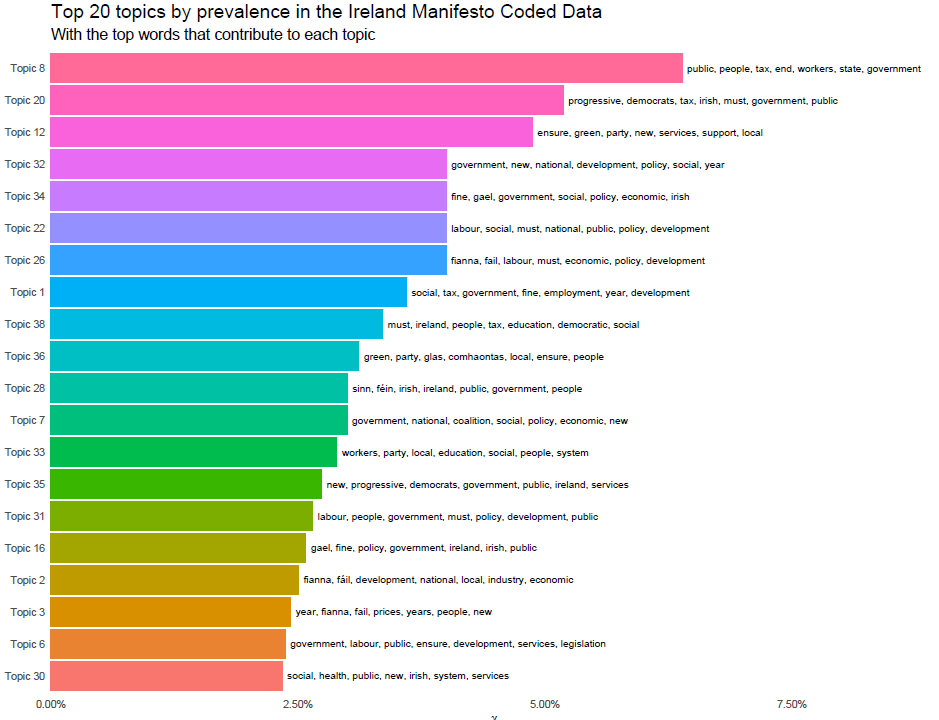 Top 20 topics by prevalence in the Ireland Manifesto Coded Data
With the top words that contribute to each topic
Topic 8 public, people, tax, end, workers, state, government
Topic 20 progressive, democrats, tax, irish, must, government, public
Topic 12 ensure, green, party, new, services, support, local
Topic 32 government, new, national, development, policy, social, year
Topic 34 fine, gael, government, social, policy, economic, irish
Topic 22 labour, social, must, national, public, policy, development
Topic 26 fianna, fail, labour, must, economic, policy, development
Topic 1 social, tax, government, fine, employment, year, development
Topic 38 must, ireland, people, tax, education, democratic, social
Topic 36 green, party, glas, comhaontas, local, ensure, people
Topic 28 sinn, féin, irish, ireland, public, government, people
Topic 7 government, national, coalition, social, policy, economic, new
Topic 33 workers, party, local, education, social, people, system
Topic 35 new, progressive, democrats, government, public, ireland, services
Topic 31 labour, people, government, must, policy, development, public
Topic 16 gael, fine, policy, government, ireland, irish, public
Topic 2 fianna, fáil, development, national, local, industry, economic
Topic 3 year, fianna, fail, prices, years, people, new
Topic 6 government, labour, public, ensure, development, services, legislation
Topic 30 social, health, public, new, irish, system, services
0.00% 2.50% 5.00% 7.50%